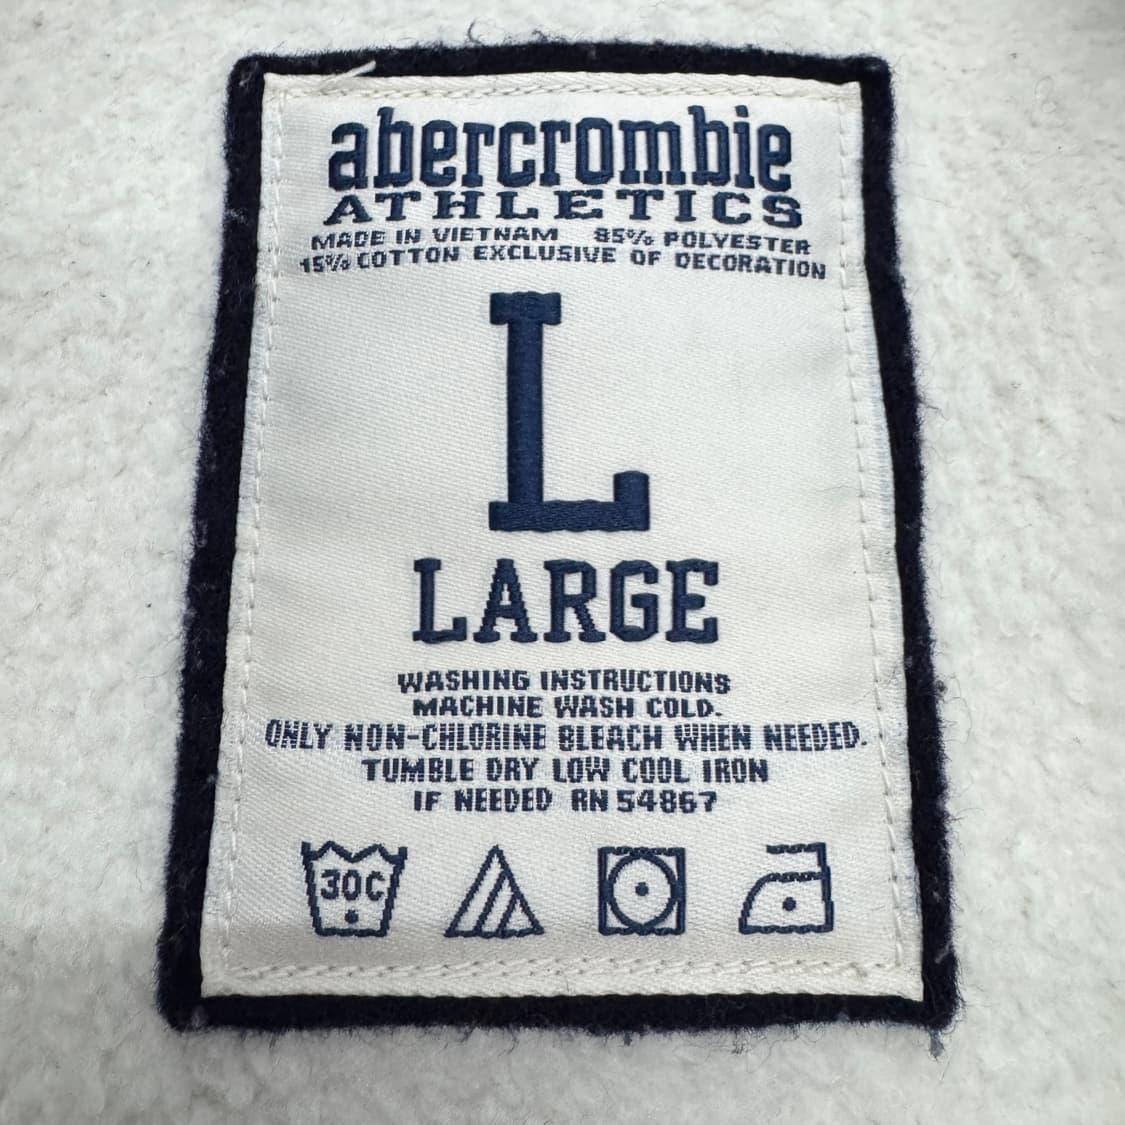 abercrombie
ATHLETICS
MADE IN VIETNAM 85% POLYESTER
15% COTTON EXCLUSIVE OF DECORATION
L
LARGE
WASHING INSTRUCTIONS
MACHINE WASH COLD.
ONLY NON-CHLORINE BLEACH WHEN NEEDED.
TUMBLE DRY LOW COOL IRON
IF NEEDED RN 54867
30C